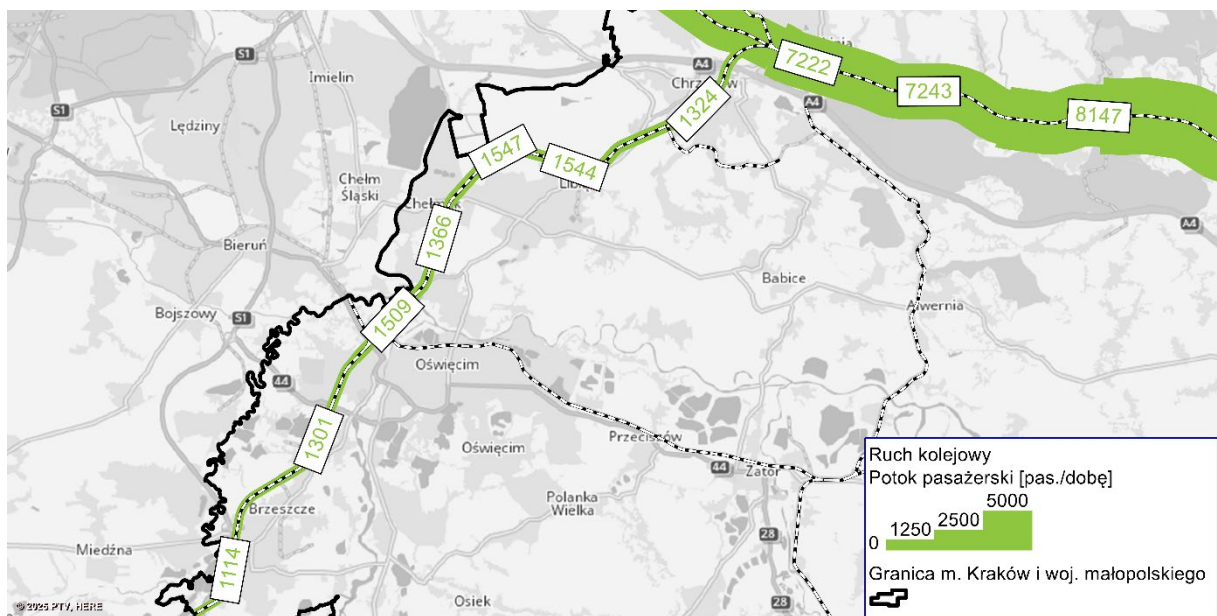 A4
7222
Chrzanów
S1
Imielin
A4
7243
8147
S1
Lędziny
1324
1547
1544
Chełm
Śląski
Libiąż
Chełmek
A4
1366
Bieruń
Babice
Bojszowy
S1
1509
Alwernia
Oświęcim
44
1301
Oświęcim
Przeciszów
44
Zator
Brzeszcze
Polanka
Wielka
28
Miedźna
1114
28
Osiek
Ruch kolejowy
Potok pasażerski [pas./dobę]
5000
2500
1250
0
Granica m. Kraków i woj. małopolskiego
© 2025 PTV, HERE